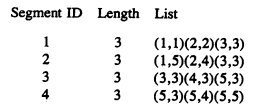 Segment ID Length List
1 3 (1,1)(2,2)(3,3)
2 3 (1,5)(2,4)(3,3)
3 3 (3,3)(4,3)(5,3)
4 3 (5,3)(5,4)(5,5)